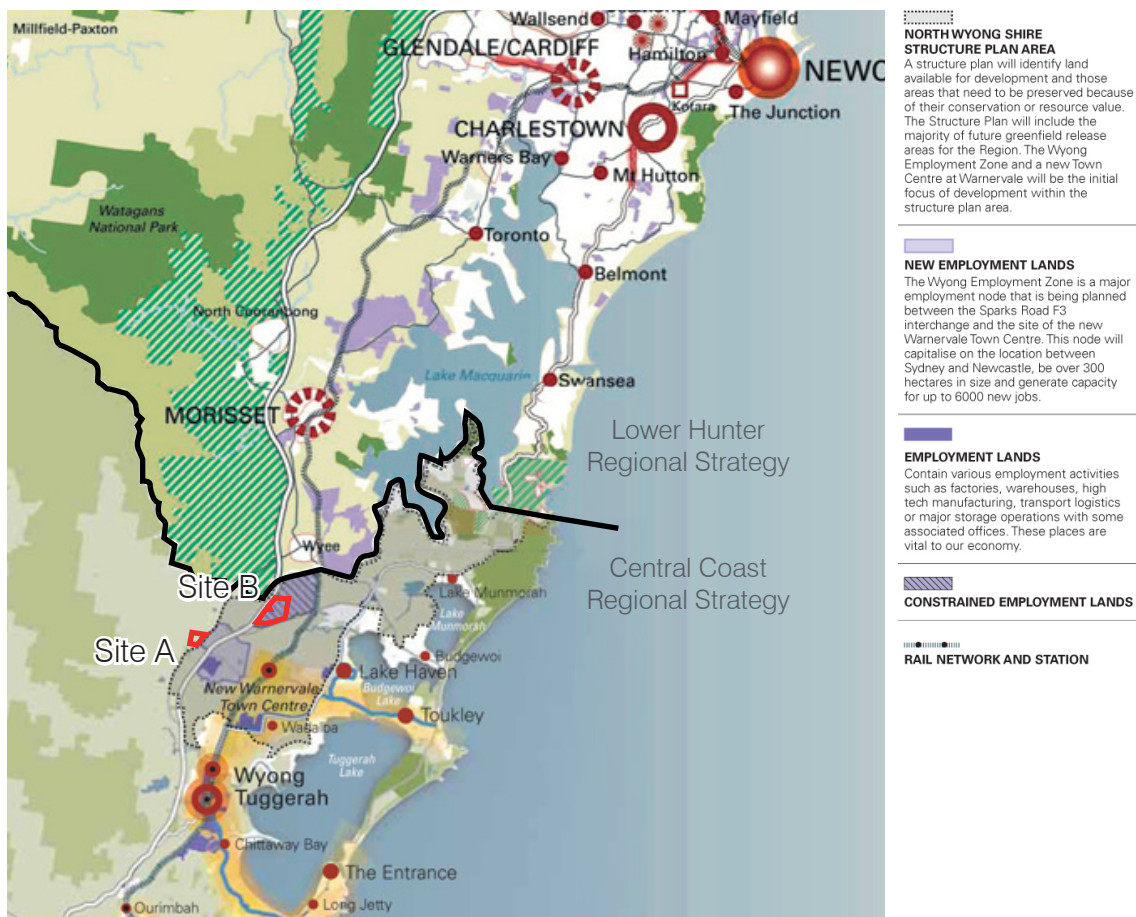 Millfield-Paxton
Wallsend
Mayfield
GLENDALE/CARDIFF
Hamilton
NEWC
Kotara
The Junction
CHARLESTOWN
Warners Bay
Mt Hutton
Watagans
National Park
Toronto
Belmont
North Cooranbong
Lake Macquarie
Swansea
MORISSET
Lower Hunter
Regional Strategy
Wyee
Site B
Central Coast
Regional Strategy
Lake Munmorah
Lake
Munmorah
Site A
Budgewoi
New Warnervale
Town Centre
Lake Haven
Budgewoi
Lake
Toukley
Wadalba
Tuggerah
Lake
Wyong
Tuggerah
Chittaway Bay
The Entrance
Long Jetty
Ourimbah
NORTH WYONG SHIRE
STRUCTURE PLAN AREA
A structure plan will identify land
available for development and those
areas that need to be preserved because
of their conservation or resource value.
The Structure Plan will include the
majority of future greenfield release
areas for the Region. The Wyong
Employment Zone and a new Town
Centre at Warnervale will be the initial
focus of development within the
structure plan area.
NEW EMPLOYMENT LANDS
The Wyong Employment Zone is a major
employment node that is being planned
between the Sparks Road F3
interchange and the site of the new
Warnervale Town Centre. This node will
capitalise on the location between
Sydney and Newcastle, be over 300
hectares in size and generate capacity
for up to 6000 new jobs.
EMPLOYMENT LANDS
Contain various employment activities
such as factories, warehouses, high
tech manufacturing, transport logistics
or major storage operations with some
associated offices. These places are
vital to our economy.
CONSTRAINED EMPLOYMENT LANDS
RAIL NETWORK AND STATION